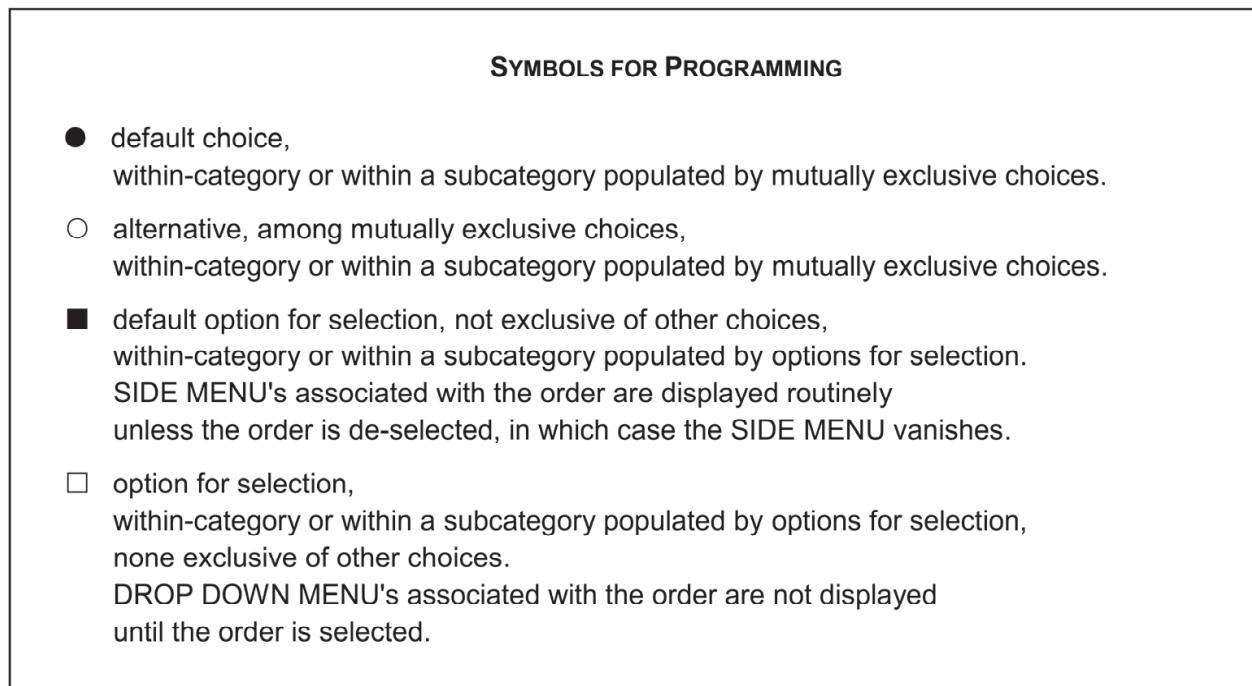 SYMBOLS FOR PROGRAMMING
● default choice,
within-category or within a subcategory populated by mutually exclusive choices.
○ alternative, among mutually exclusive choices,
within-category or within a subcategory populated by mutually exclusive choices.
■ default option for selection, not exclusive of other choices,
within-category or within a subcategory populated by options for selection.
SIDE MENU's associated with the order are displayed routinely
unless the order is de-selected, in which case the SIDE MENU vanishes.
□ option for selection,
within-category or within a subcategory populated by options for selection,
none exclusive of other choices.
DROP DOWN MENU's associated with the order are not displayed
until the order is selected.